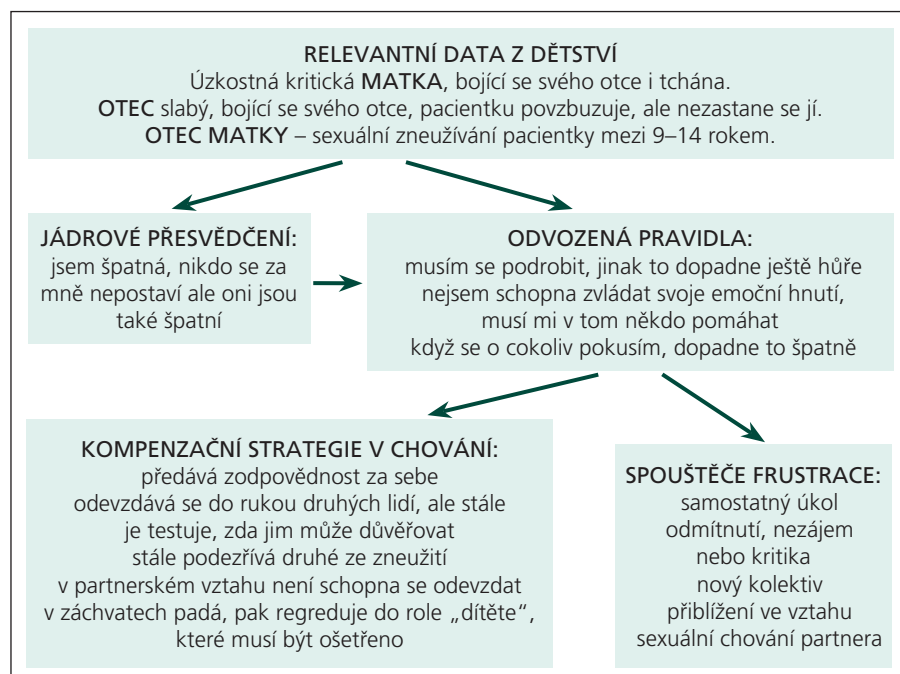 RELEVANTNÍ DATA Z DĚTSTVÍ
Úzkostná kritická MATKA, bojící se svého otce i tchána.
OTEC slabý, bojící se svého otce, pacientku povzbuzuje, ale nezastane se jí.
OTEC MATKY – sexuální zneužívání pacientky mezi 9–14 rokem.
JÁDROVÉ PŘESVĚDČENÍ:
jsem špatná, nikdo se za
mně nepostaví ale oni jsou
také špatní
ODVOZENÁ PRAVIDLA:
musím se podrobit, jinak to dopadne ještě hůře
nejsem schopna zvládat svoje emoční hnutí,
musí mi v tom někdo pomáhat
když se o cokoliv pokusím, dopadne to špatně
KOMPENZAČNÍ STRATEGIE V CHOVÁNÍ:
předává zodpovědnost za sebe
odevzdává se do rukou druhých lidí, ale stále
je testuje, zda jim může důvěřovat
stále podezřívá druhé ze zneužití
v partnerském vztahu není schopna se odevzdat
v záchvatech padá, pak regreduje do role „dítěte“,
které musí být ošetřeno
SPOUŠTĚČE FRUSTRACE:
samostatný úkol
odmítnutí, nezájem
nebo kritika
nový kolektiv
přiblížení ve vztahu
sexuální chování partnera